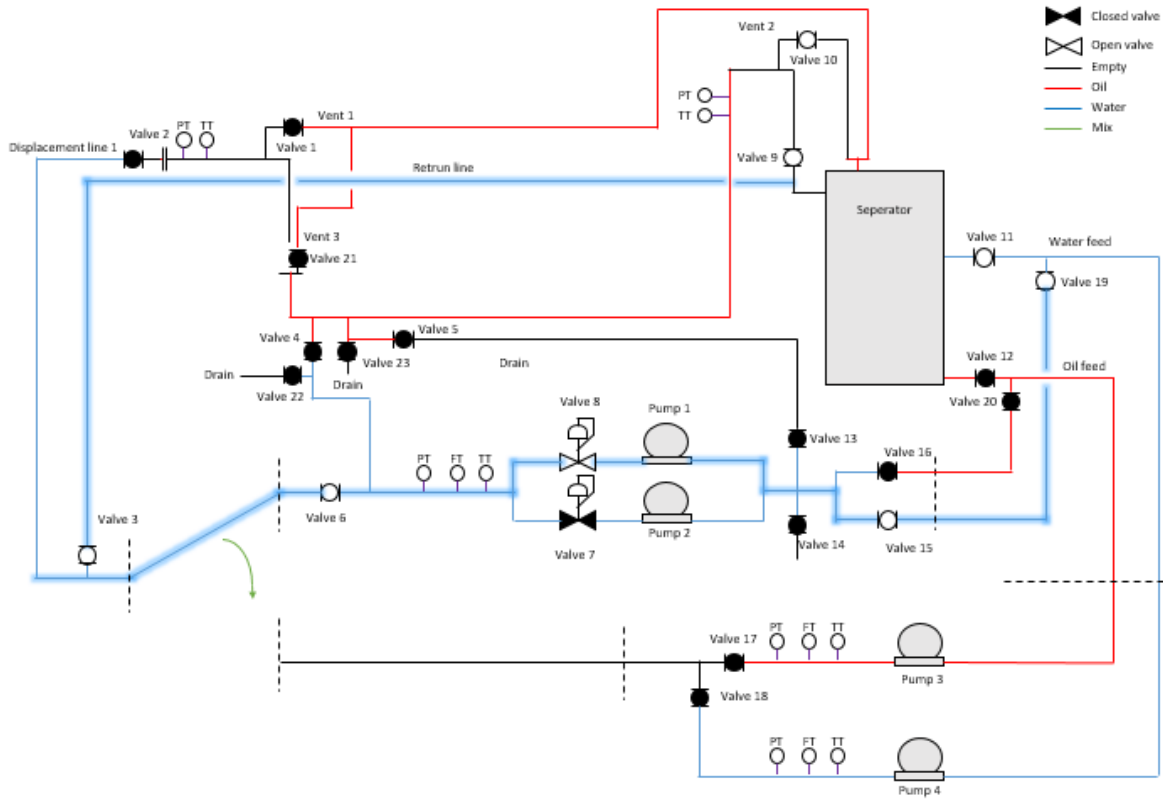 Closed valve
Open valve
Empty
Oil
Water
Mix
Vent 2
Valve 10
PT
TT
Vent 1
Valve 1
PT
TT
Valve 2
Displacement line 1
Valve 9
Retrun line
Seperator
Vent 3
Valve 21
Valve 11
Water feed
Valve 19
Valve 4
Valve 5
Valve 23
Drain
Drain
Drain
Valve 22
Valve 12
Oil feed
Valve 20
Valve 8
Pump 1
Valve 13
Valve 16
PT
FT
TT
Valve 6
Valve 3
Pump 2
Valve 7
Valve 14
Valve 15
PT
FT
TT
Valve 17
Pump 3
Valve 18
PT
FT
TT
Pump 4